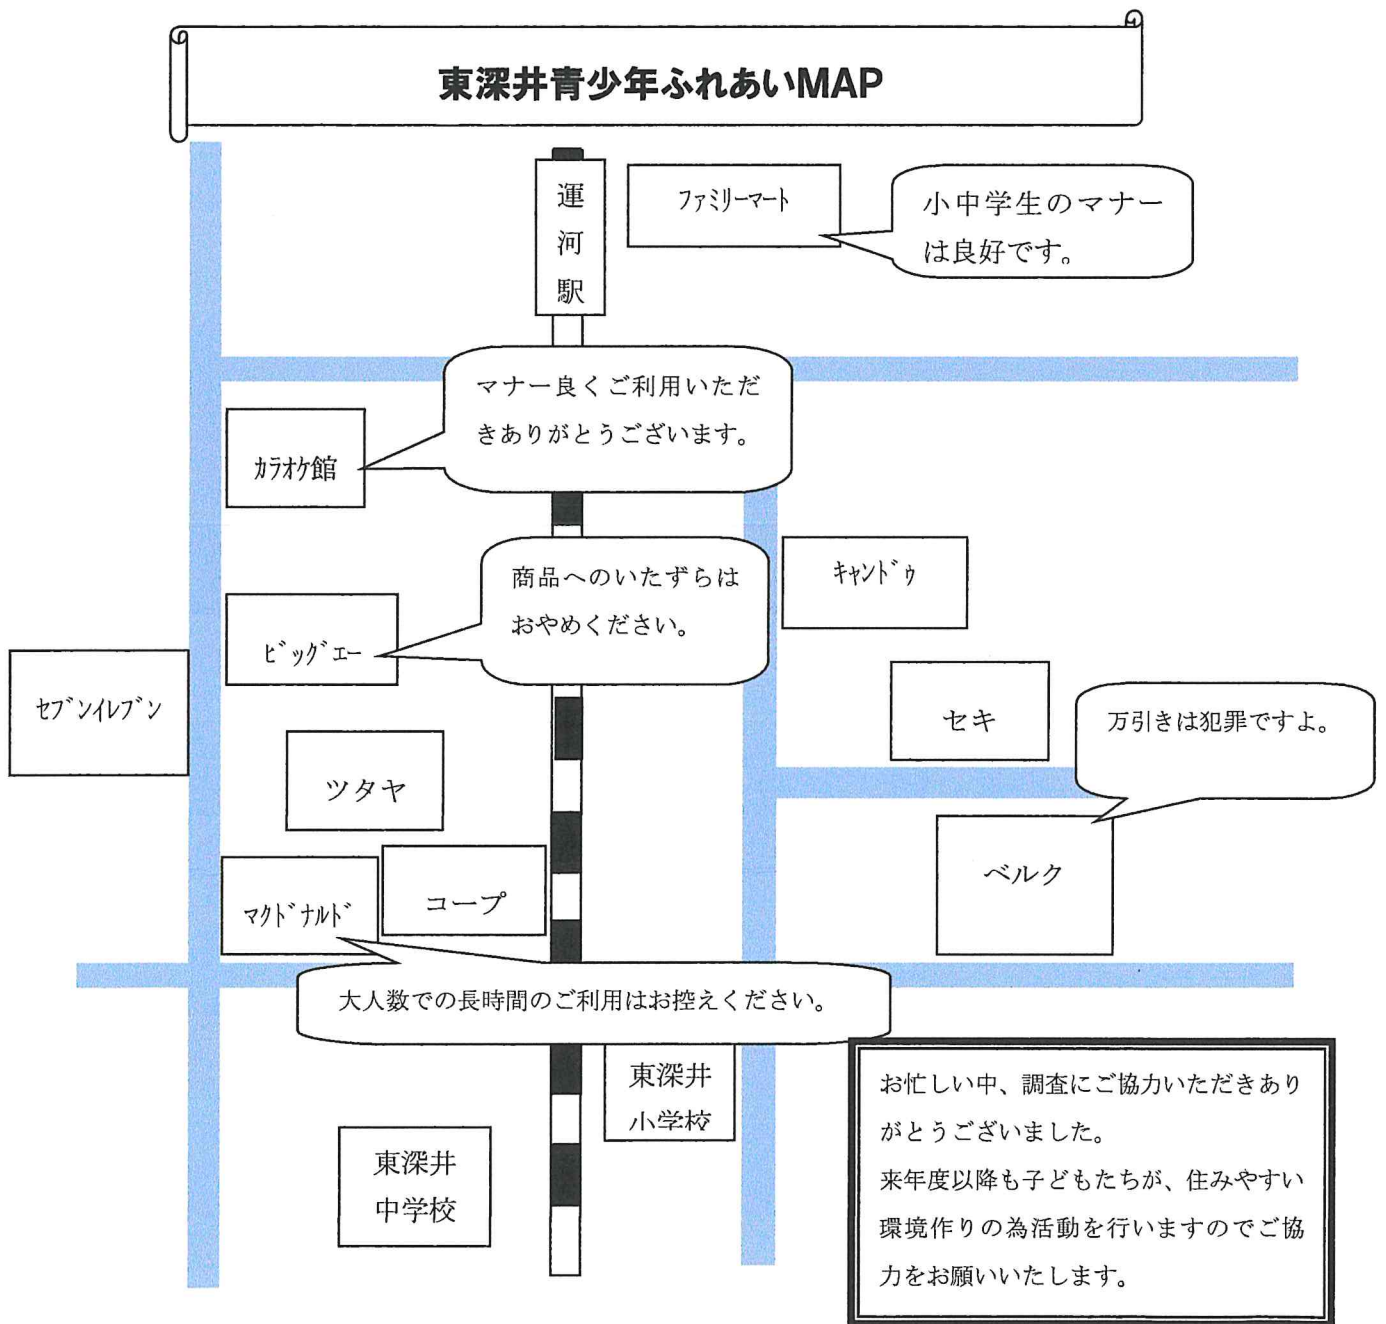 東深井青少年ふれあいMAP
運河駅
ファミリーマート
小中学生のマナー
は良好です。
マナー良くご利用いただ
きありがとうございます。
カラオケ館
キャンドゥ
商品へのいたずらは
おやめください。
ビッグエー
セブンイレブン
セキ
万引きは犯罪ですよ。
ツタヤ
ベルク
マクドナルド
コープ
大人数での長時間のご利用はお控えください。
東深井
小学校
東深井
中学校
お忙しい中、調査にご協力いただきあり
がとうございました。
来年度以降も子どもたちが、住みやすい
環境作りの為活動を行いますのでご協
力をお願いいたします。